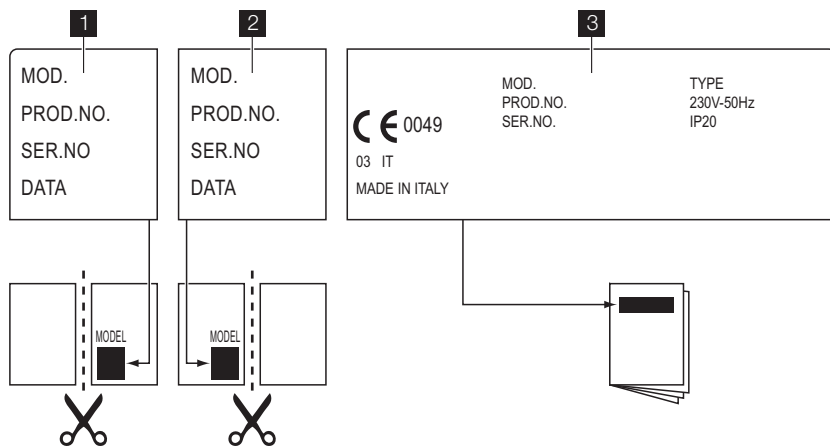 1
MOD.
PROD.NO.
SER.NO
DATA
MODEL
2
MOD.
PROD.NO.
SER.NO
DATA
MODEL
3
CE 0049
03 IT
MADE IN ITALY
MOD.
PROD.NO.
SER.NO.
TYPE
230V-50Hz
IP20